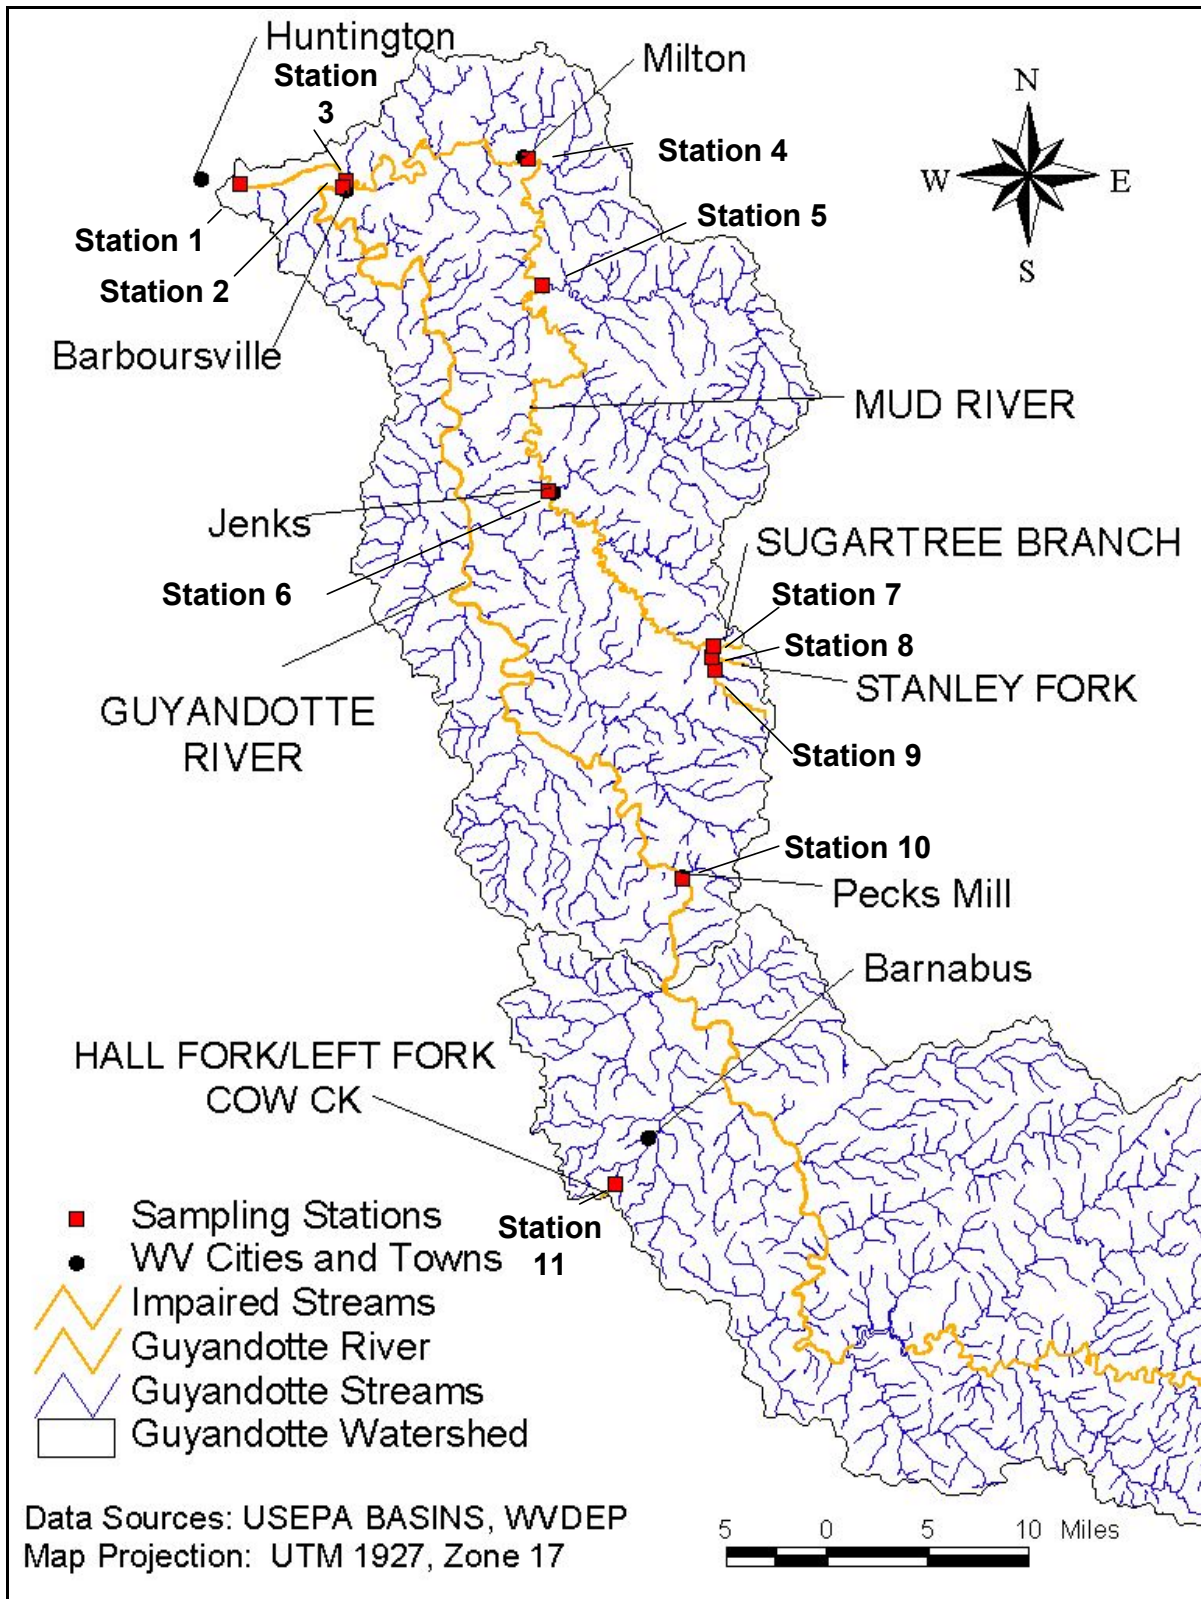 Huntington
Station
3
Milton
N
Station 4
W
E
Station 5
Station 1
S
Station 2
Barboursville
MUD RIVER
Jenks
SUGARTREE BRANCH
Station 6
Station 7
Station 8
STANLEY FORK
GUYANDOTTE
RIVER
Station 9
Station 10
Pecks Mill
Barnabus
HALL FORK/LEFT FORK
COW CK
Station
11
Sampling Stations
WV Cities and Towns
Impaired Streams
Guyandotte River
Guyandotte Streams
Guyandotte Watershed
Data Sources: USEPA BASINS, WVDEP
Map Projection: UTM 1927, Zone 17
5 0 5 10 Miles